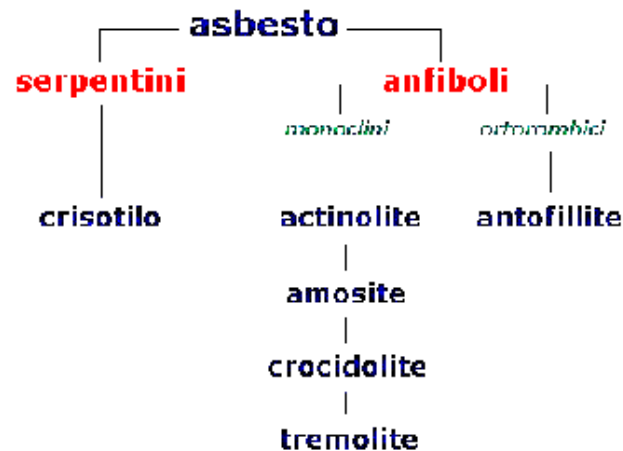 asbesto
serpentini anfiboli
monoclini ortorombici
crisotilo actinolite antofillite
amosite
crocidolite
tremolite